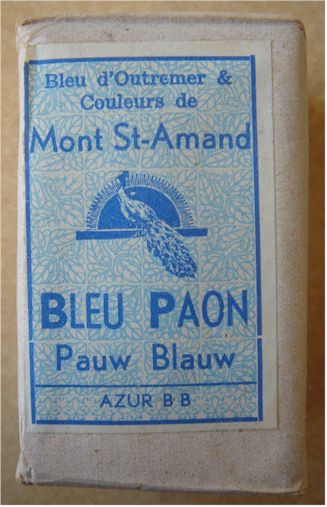 Bleu d'Outremer &
Couleurs de
Mont St-Amand
BLEU PAON
Pauw Blauw
AZUR B B